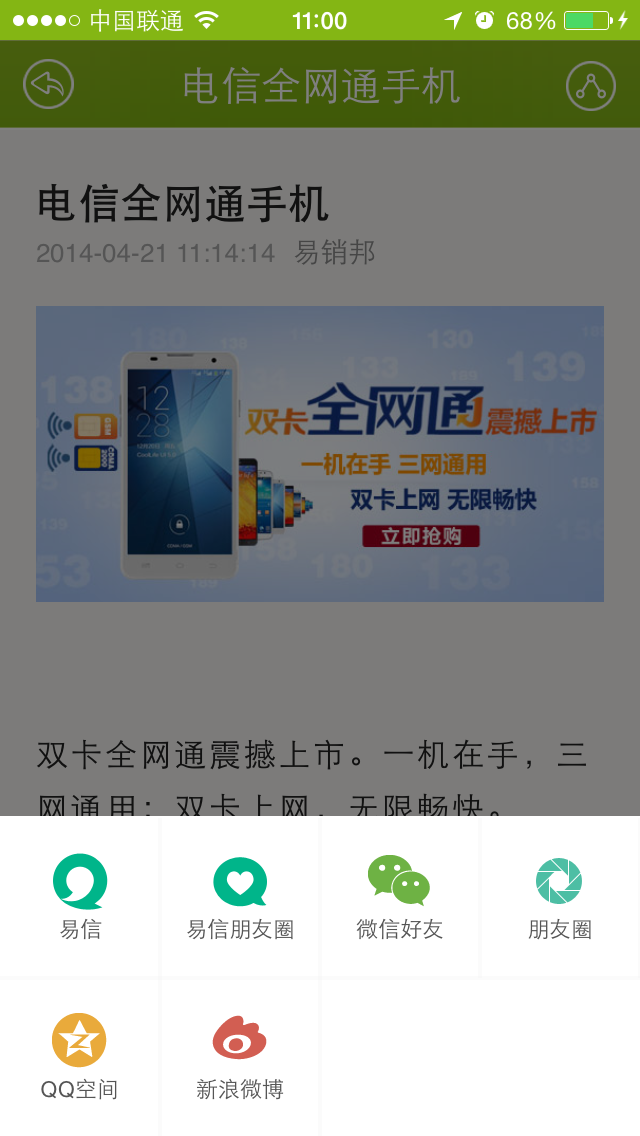 中国联通 11:00 68%
电信全网通手机
电信全网通手机
2014-04-21 11:14:14 易销邦
180
130
130
139
138
133
189
12
28
GSM
CDMA 2000
双卡全网通震撼上市
一机在手 三网通用
双卡上网 无限畅快
立即抢购
158
139
153
158
180
133
189
双卡全网通震撼上市。一机在手，三
网通用；双卡上网，无限畅快。
易信
易信朋友圈
微信好友
朋友圈
QQ空间
新浪微博